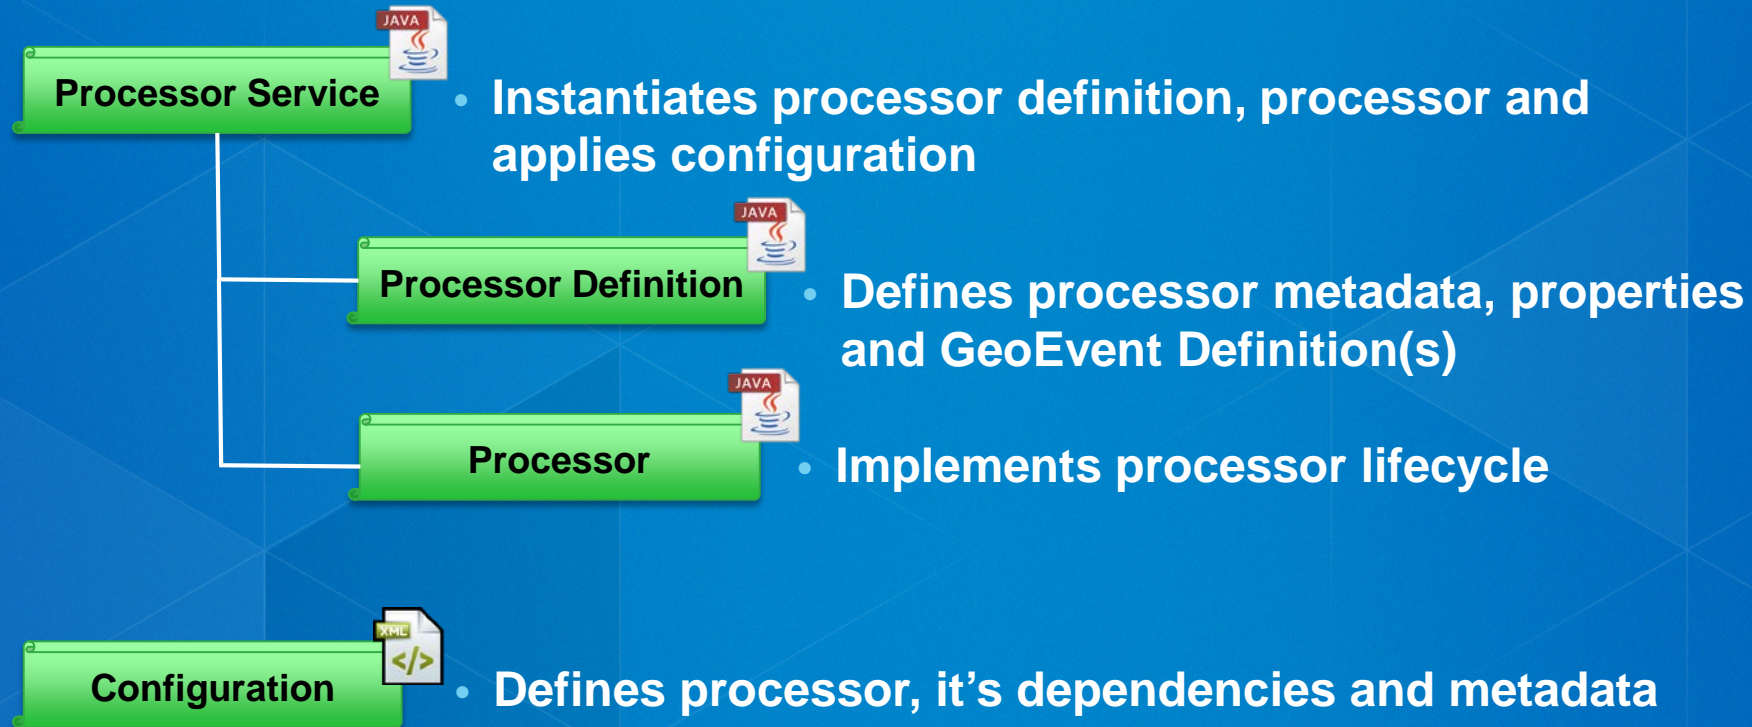 JAVA
Processor Service
• Instantiates processor definition, processor and
applies configuration
JAVA
Processor Definition
• Defines processor metadata, properties
and GeoEvent Definition(s)
JAVA
Processor
• Implements processor lifecycle
XML
</>
Configuration
• Defines processor, it’s dependencies and metadata